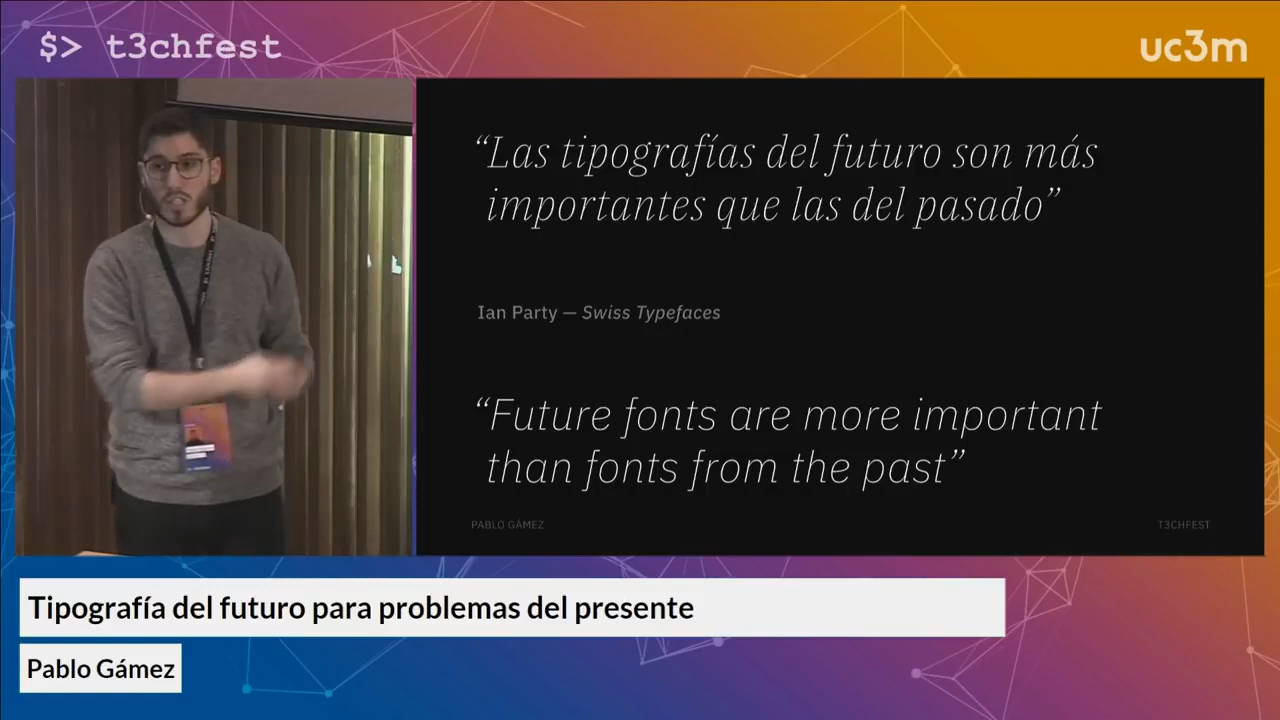 $> t3chfest
uc3m
“Las tipografías del futuro son más
importantes que las del pasado”
Ian Party — Swiss Typefaces
“Future fonts are more important
than fonts from the past”
PABLO GÁMEZ
T3CHFEST
Tipografía del futuro para problemas del presente
Pablo Gámez